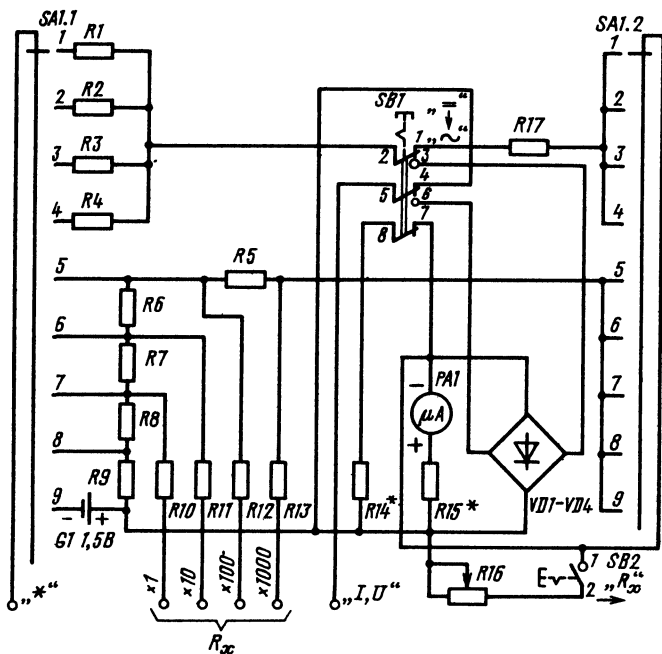 SA1.1
SA1.2
1 R1
1
2 R2
SB1 „=“
2
1 „~“
R17
3 R3
2 3
3
4
4 R4
5 6
4
7
8
5
R5
5
R6
6
6
R7
7
– PA1
7
R8
μA
8
+
8
R9
9
R10 R11 R12 R13
R14* R15*
VD1-VD4
9
– +
G1 1,5В
×1 ×10 ×100 ×1000
R16
1 SB2
2 „Rx“
„*“
„I,U“
Rx